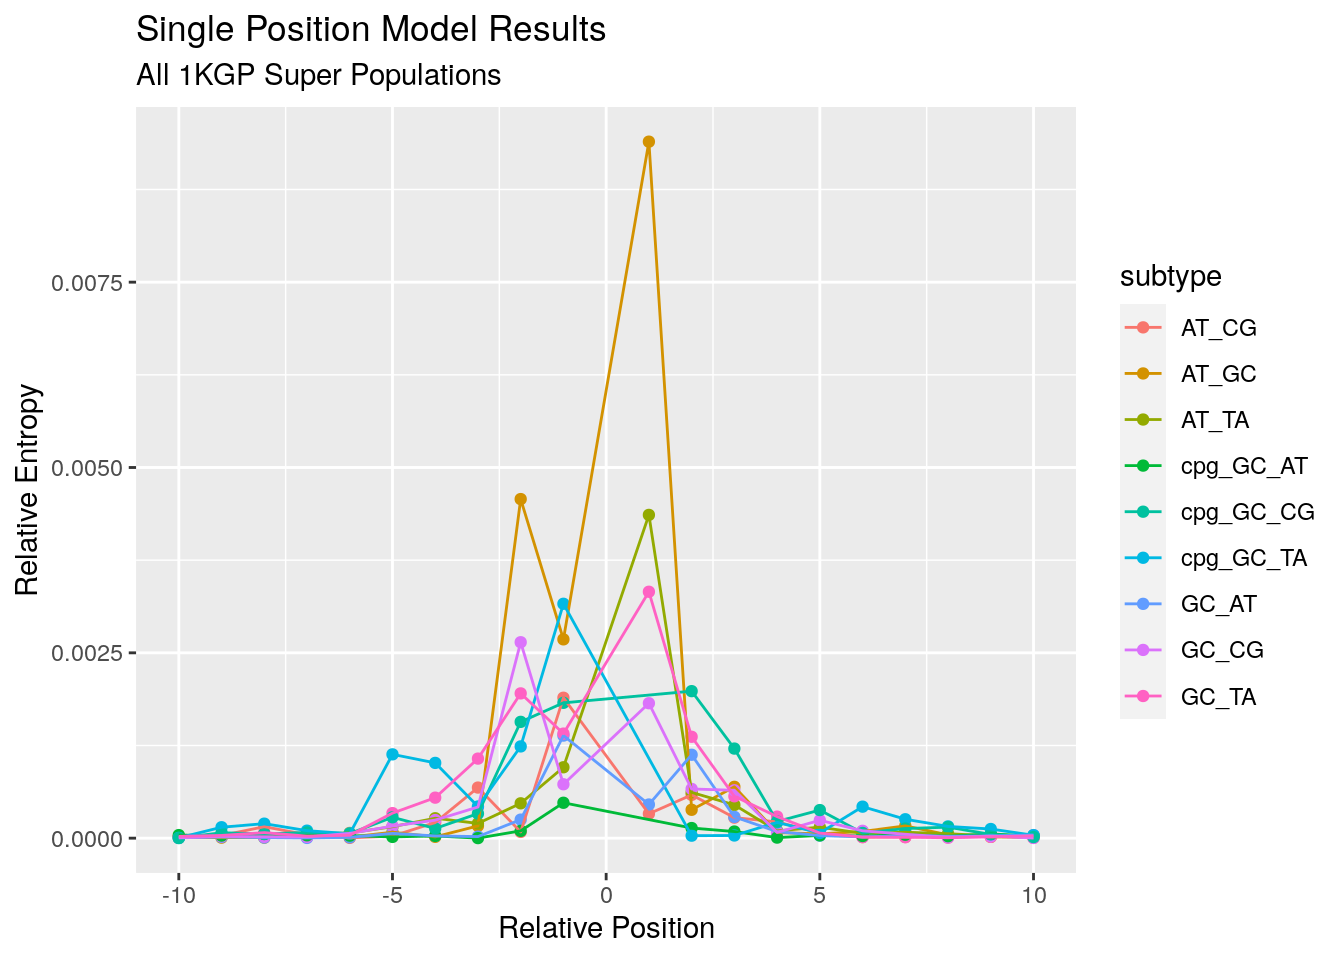 Single Position Model Results
All 1KGP Super Populations
Relative Entropy
0.0075
0.0050
0.0025
0.0000
-10
-5
0
5
10
Relative Position
subtype
AT_CG
AT_GC
AT_TA
cpg_GC_AT
cpg_GC_CG
cpg_GC_TA
GC_AT
GC_CG
GC_TA